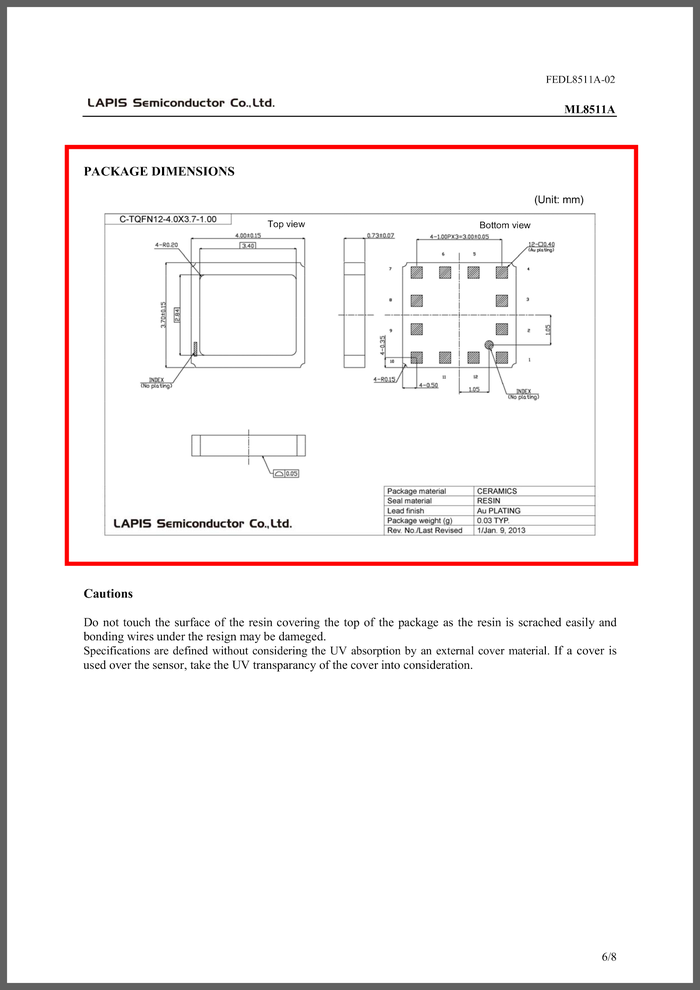 FEDL8511A-02
LAPIS Semiconductor Co.,Ltd.
ML8511A
PACKAGE DIMENSIONS
(Unit: mm)
C-TQFN12-4.0X3.7-1.00
Top view
Bottom view
4.00±0.15
0.73±0.07
4-1.00PX3=3.00±0.05
4-R0.20
3.40
12-□0.40
(Au plating)
6
5
7
4
8
3
3.70±0.15
9
2
1.05
4-0.35
10
1
INDEX
(No plating)
4-R0.15
11
12
4-0.50
1.05
INDEX
(No plating)
0.05
Package material CERAMICS
Seal material RESIN
Lead finish Au PLATING
Package weight (g) 0.03 TYP.
Rev. No./Last Revised 1/Jan. 9, 2013
LAPIS Semiconductor Co.,Ltd.
Cautions
Do not touch the surface of the resin covering the top of the package as the resin is scrached easily and
bonding wires under the resign may be dameged.
Specifications are defined without considering the UV absorption by an external cover material. If a cover is
used over the sensor, take the UV transparancy of the cover into consideration.
6/8